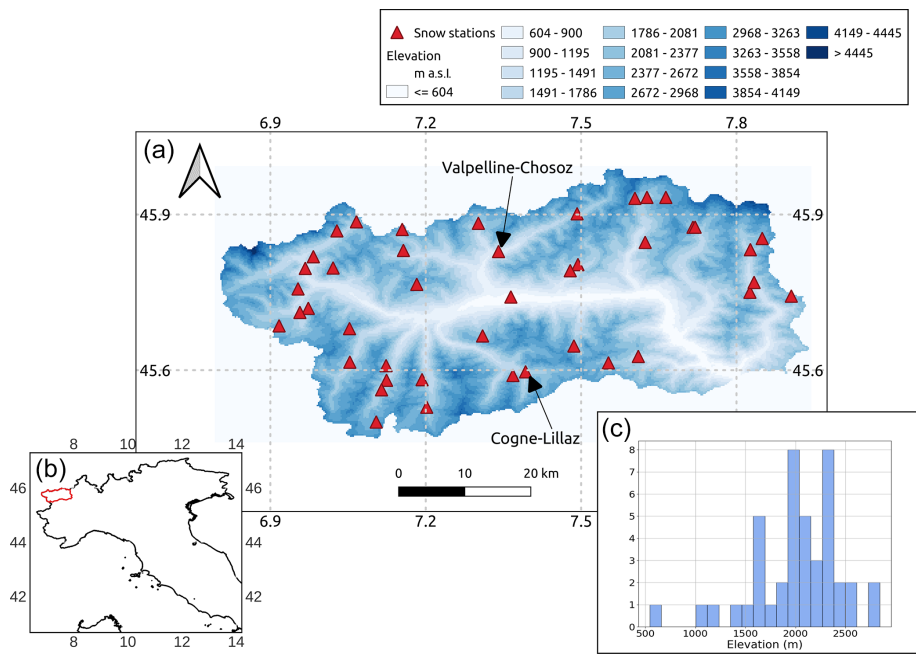 Snow stations
Elevation
m a.s.l.
<= 604
604 - 900
900 - 1195
1195 - 1491
1491 - 1786
1786 - 2081
2081 - 2377
2377 - 2672
2672 - 2968
2968 - 3263
3263 - 3558
3558 - 3854
3854 - 4149
4149 - 4445
> 4445
6.9 7.2 7.5 7.8
(a)
Valpelline-Chosoz
45.9 45.9
45.6 45.6
Cogne-Lillaz
0 10 20 km
6.9 7.2 7.5
(b)
8 10 12 14
46 46
44 44
42 42
8 10 12 14
(c)
8
7
6
5
4
3
2
1
0
500 1000 1500 2000 2500
Elevation (m)